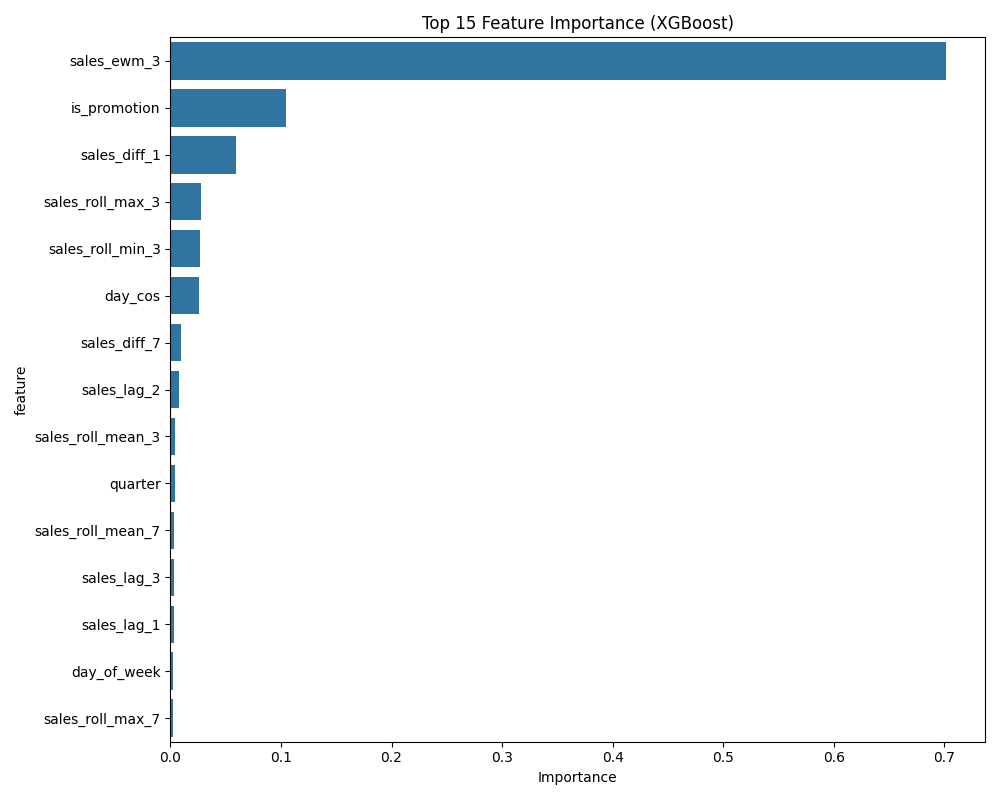 Top 15 Feature Importance (XGBoost)
feature
sales_ewm_3
is_promotion
sales_diff_1
sales_roll_max_3
sales_roll_min_3
day_cos
sales_diff_7
sales_lag_2
sales_roll_mean_3
quarter
sales_roll_mean_7
sales_lag_3
sales_lag_1
day_of_week
sales_roll_max_7
0.0 0.1 0.2 0.3 0.4 0.5 0.6 0.7
Importance